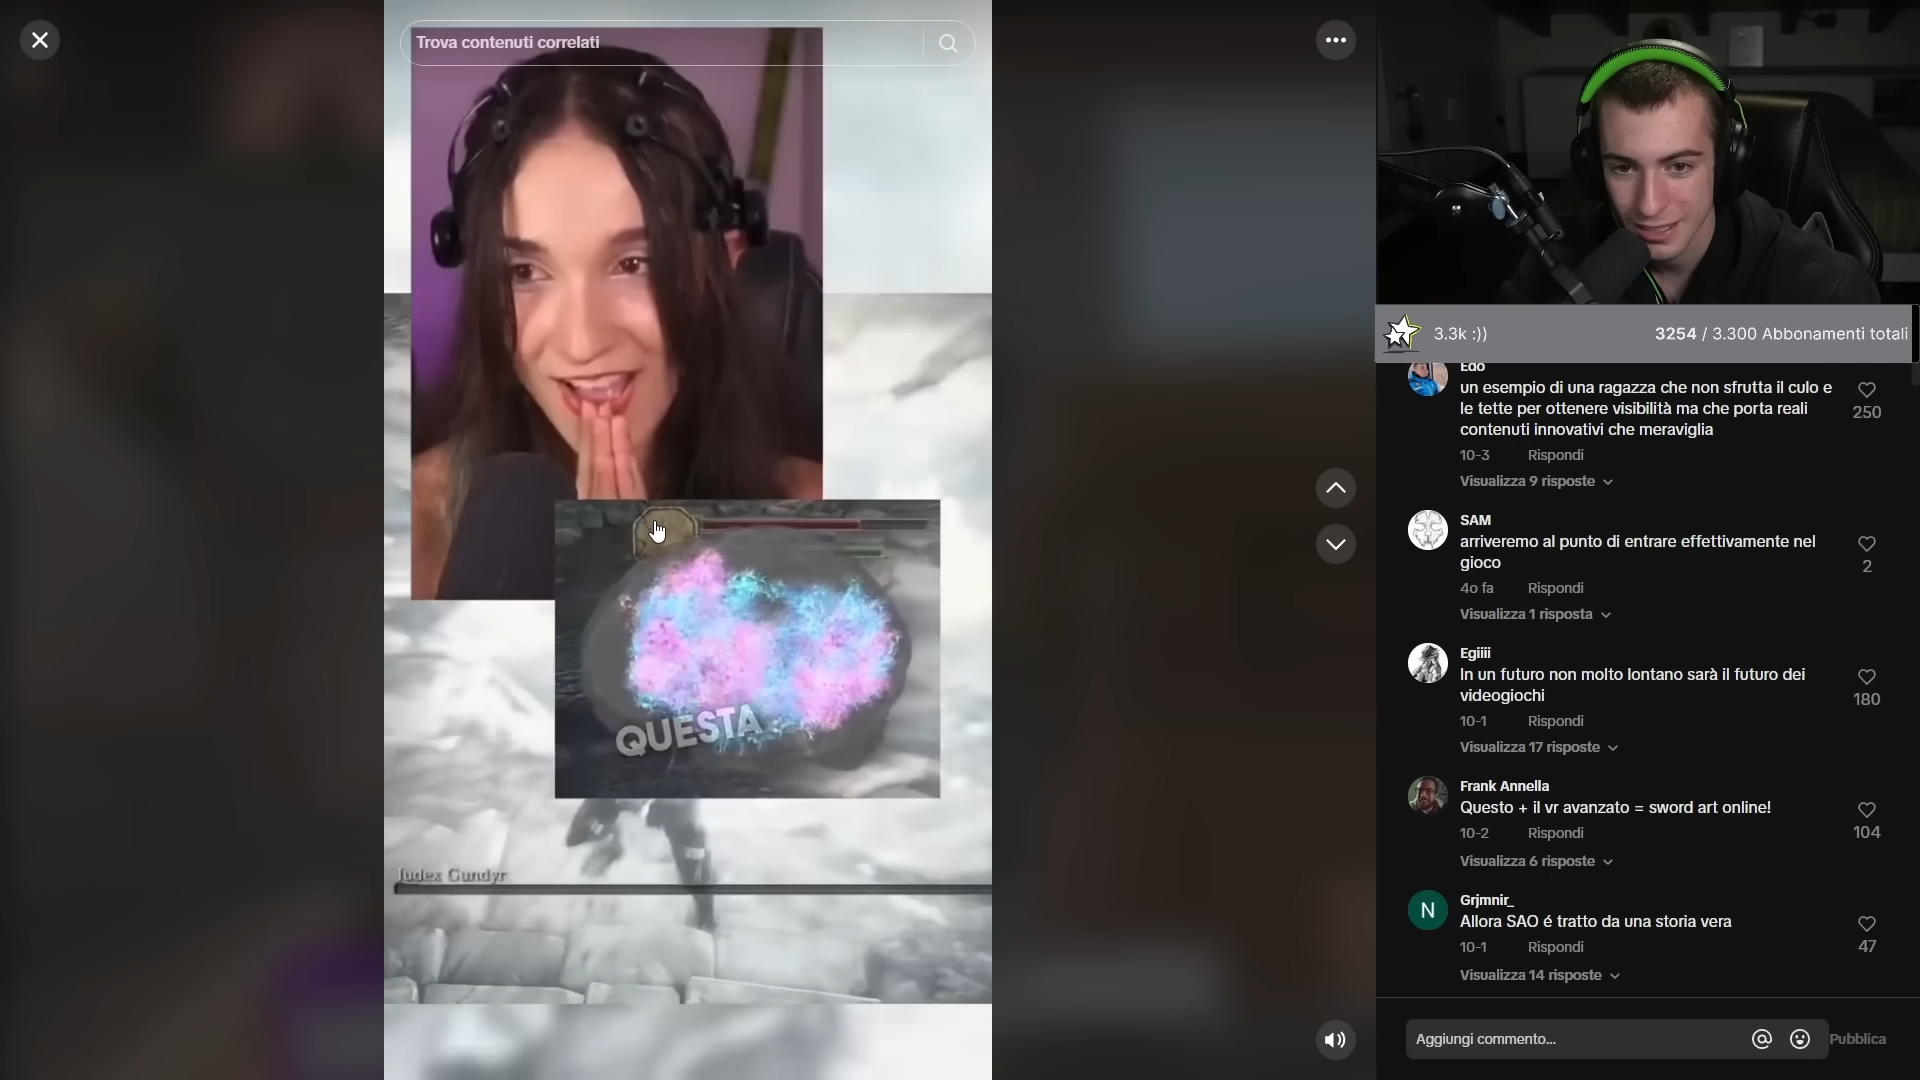 Trova contenuti correlati
QUESTA
Iudex Gundyr
3.3k :))
3254 / 3.300 Abbonamenti totali
Edo
un esempio di una ragazza che non sfrutta il culo e
le tette per ottenere visibilità ma che porta reali
contenuti innovativi che meraviglia
250
10-3 Rispondi
Visualizza 9 risposte
SAM
arriveremo al punto di entrare effettivamente nel
gioco
2
4o fa Rispondi
Visualizza 1 risposta
Egiiii
In un futuro non molto lontano sarà il futuro dei
videogiochi
180
10-1 Rispondi
Visualizza 17 risposte
Frank Annella
Questo + il vr avanzato = sword art online!
104
10-2 Rispondi
Visualizza 6 risposte
N
Grjmnir_
Allora SAO é tratto da una storia vera
47
10-1 Rispondi
Visualizza 14 risposte
Aggiungi commento...
Pubblica